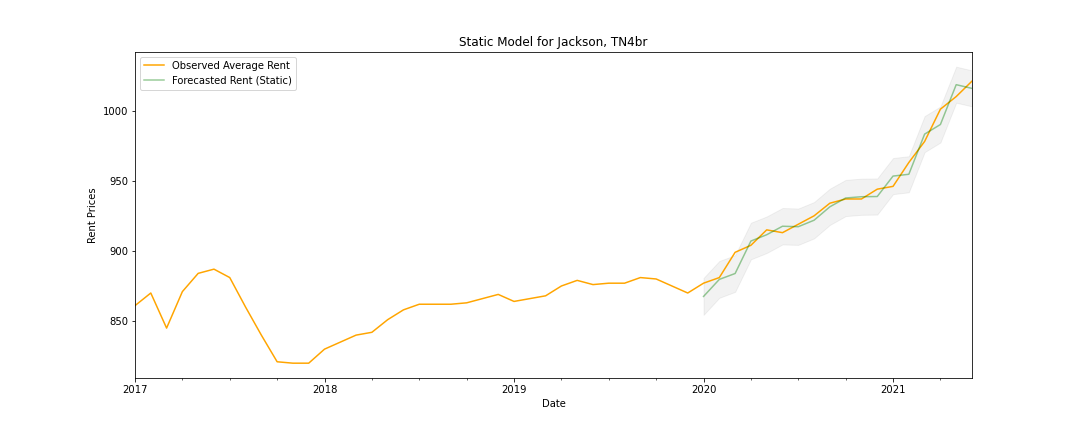 Static Model for Jackson, TN4br
Observed Average Rent
Forecasted Rent (Static)
Rent Prices
1000
950
900
850
2017
2018
2019
2020
2021
Date